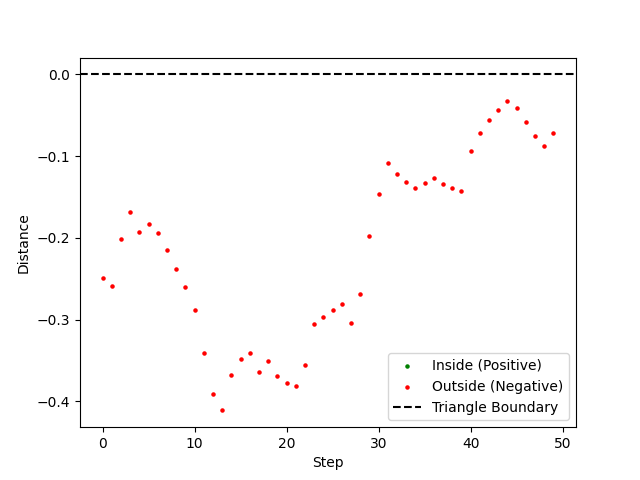 0.0
−0.1
−0.2
−0.3
−0.4
Distance
0
10
20
30
40
50
Step
Inside (Positive)
Outside (Negative)
Triangle Boundary